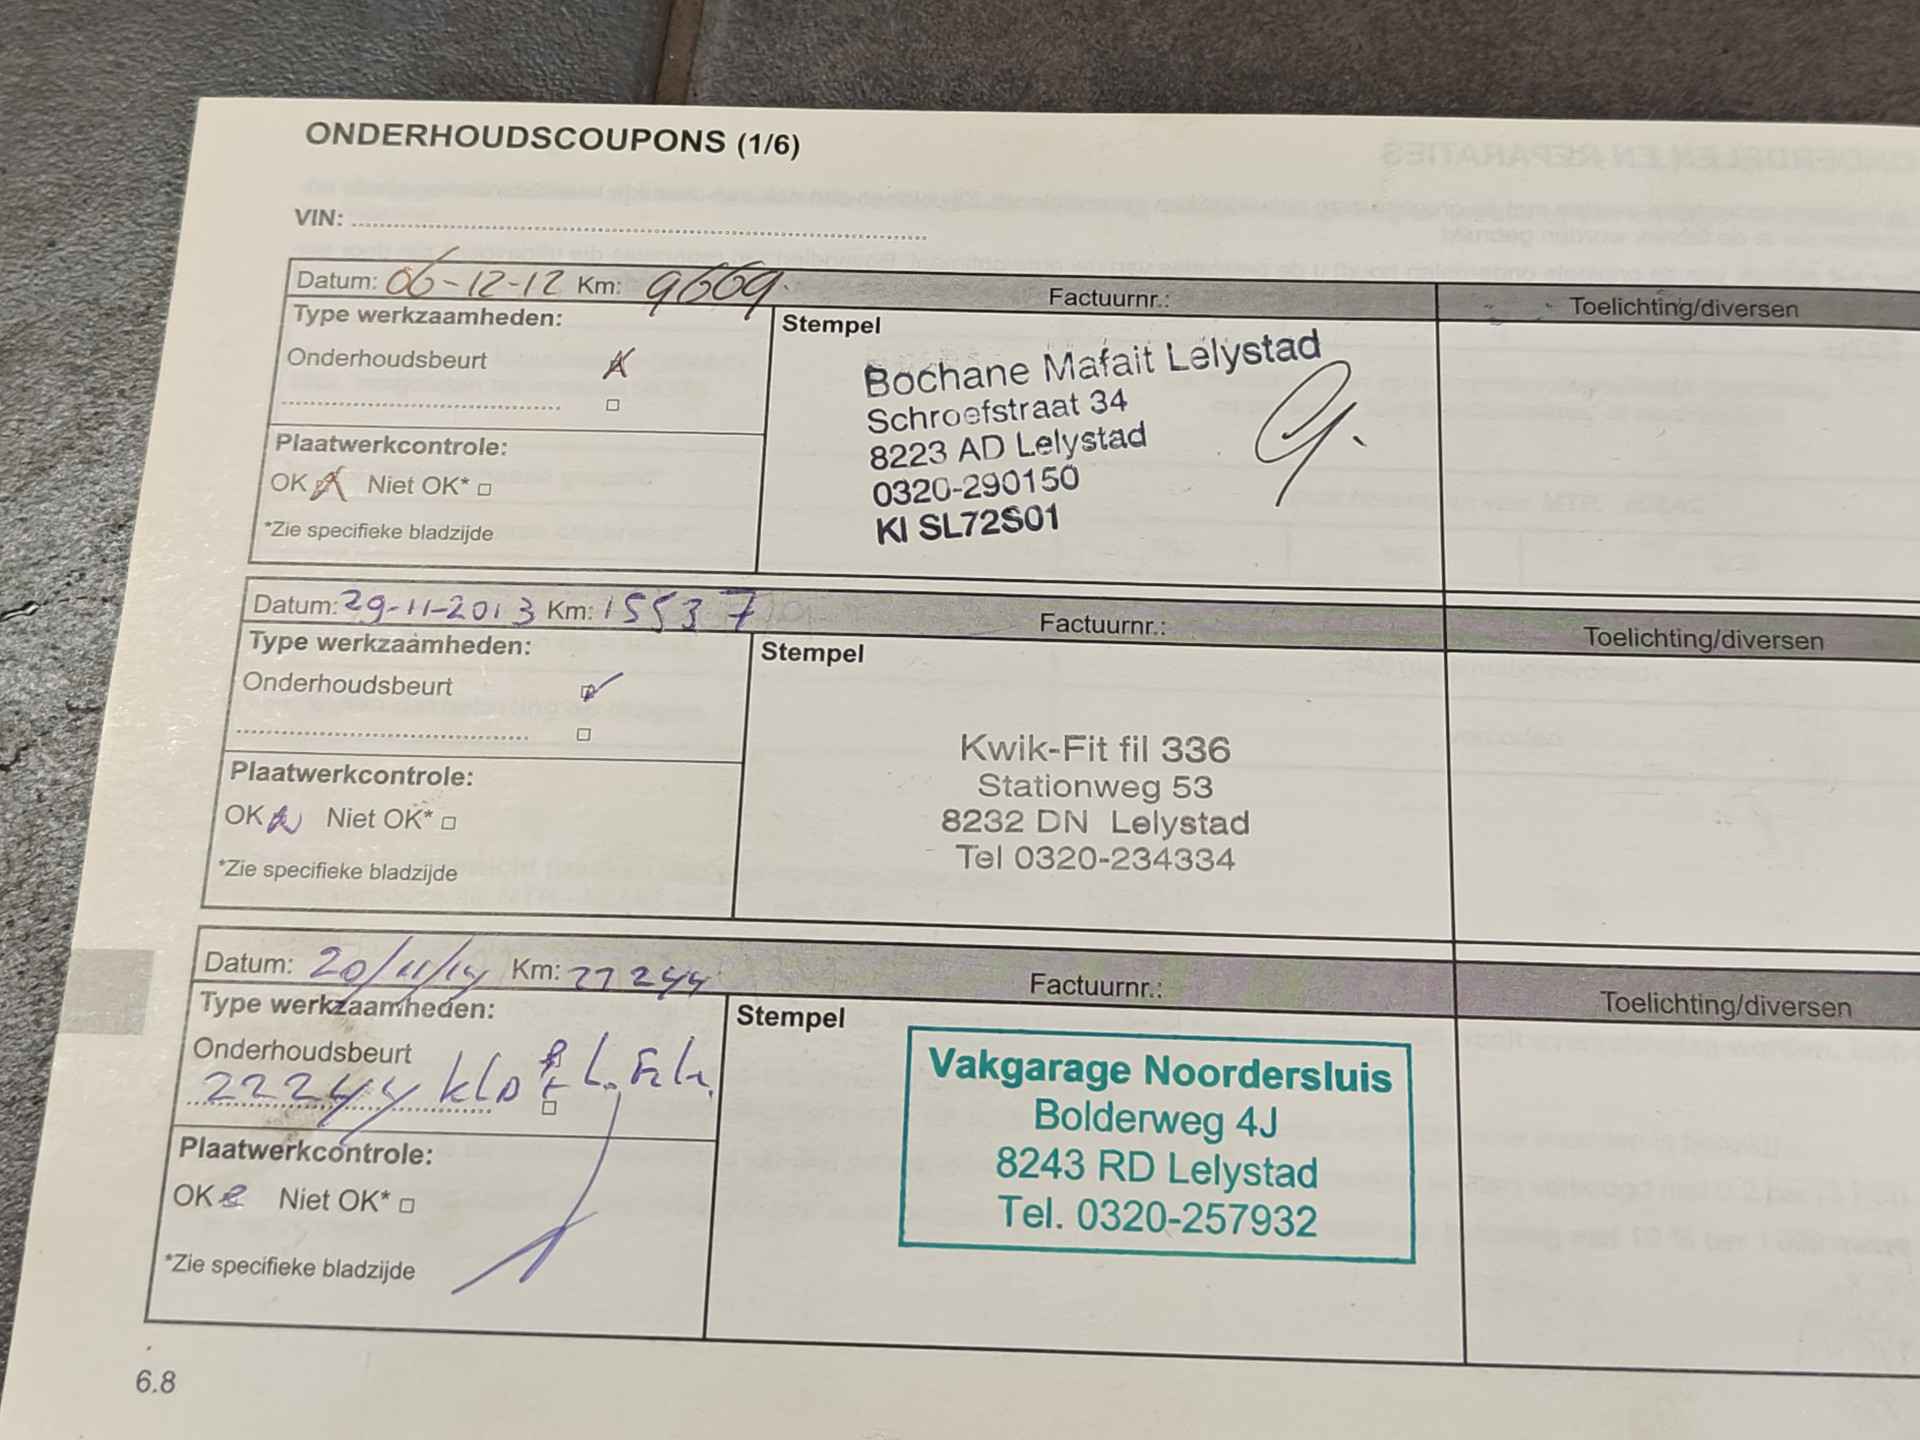 ONDERHOUDSCOUPONS (1/6)
VIN:
Datum: 06-12-12 Km: 9669. Factuurnr.: Toelichting/diversen
Type werkzaamheden:
Stempel
Onderhoudsbeurt
Bochane Mafait Lelystad
Schroefstraat 34
8223 AD Lelystad
0320-290150
KI SL72S01
Plaatwerkcontrole:
OK Niet OK*
*Zie specifieke bladzijde
Datum: 29-11-2013 Km: 15537 Factuurnr.: Toelichting/diversen
Type werkzaamheden:
Stempel
Onderhoudsbeurt
Kwik-Fit fil 336
Stationweg 53
8232 DN Lelystad
Tel 0320-234334
Plaatwerkcontrole:
OK Niet OK*
*Zie specifieke bladzijde
Datum: 20/11/14 Km: 22244 Factuurnr.: Toelichting/diversen
Type werkzaamheden:
Stempel
Onderhoudsbeurt
22244
Vakgarage Noordersluis
Bolderweg 4J
8243 RD Lelystad
Tel. 0320-257932
Plaatwerkcontrole:
OK Niet OK*
*Zie specifieke bladzijde
6.8